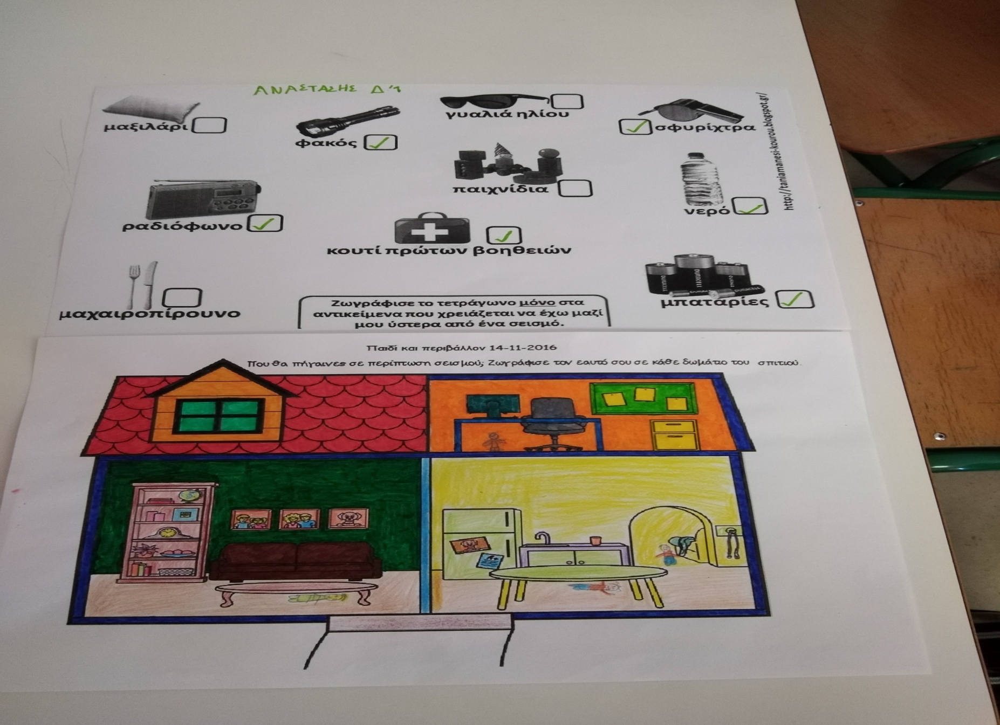 ΑΝΑΣΤΑΣΗΣ Δ'1
μαξιλάρι
φακός
γυαλιά ηλίου
σφυρίχτρα
ραδιόφωνο
παιχνίδια
νερό
κουτί πρώτων βοηθειών
μαχαιροπίρουνο
μπαταρίες
DURACELL
DURACELL
http://taniamanesi-kourou.blogspot.gr/
Ζωγράφισε το τετράγωνο μόνο στα
αντικείμενα που χρειάζεται να έχω μαζί
μου ύστερα από ένα σεισμό.
Παιδί και περιβάλλον 14-11-2016
Που θα πήγαινες σε περίπτωση σεισμού; Ζωγράφισε τον εαυτό σου σε κάθε δωμάτιο του σπιτιού.
A+